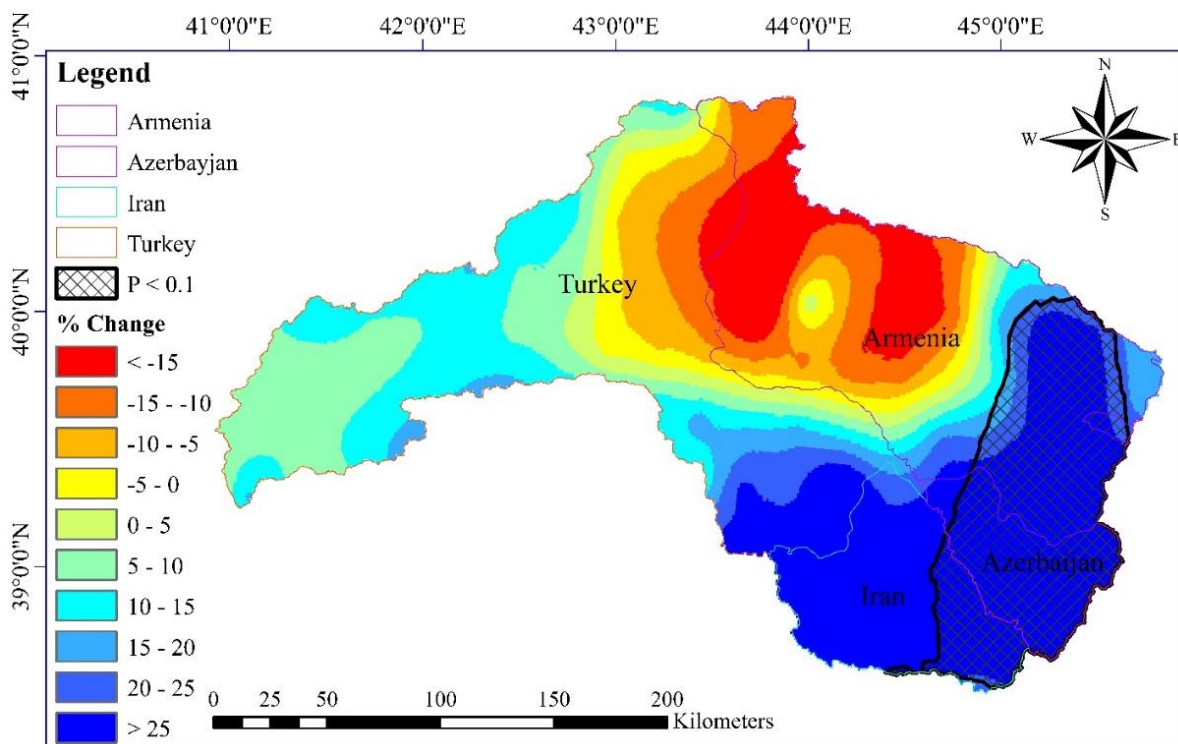 41°0'0"E 42°0'0"E 43°0'0"E 44°0'0"E 45°0'0"E
41°0'0"N
40°0'0"N
39°0'0"N
Legend
Armenia
Azerbayjan
Iran
Turkey
P < 0.1
% Change
< -15
-15 - -10
-10 - -5
-5 - 0
0 - 5
5 - 10
10 - 15
15 - 20
20 - 25
> 25
N
W
E
S
Turkey
Armenia
Azerbaijan
Iran
0 25 50 100 150 200
Kilometers